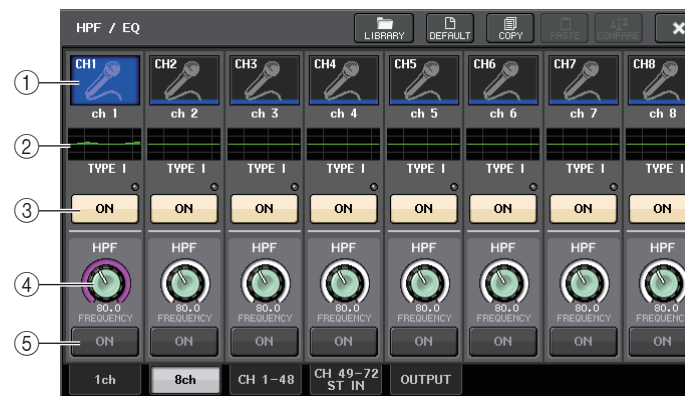 HPF / EQ
LIBRARY DEFAULT COPY PASTE COMPARE ×
CH1 CH2 CH3 CH4 CH5 CH6 CH7 CH8
① ch 1 ch 2 ch 3 ch 4 ch 5 ch 6 ch 7 ch 8
②
TYPE I TYPE I TYPE I TYPE I TYPE I TYPE I TYPE I TYPE I
③ ON ON ON ON ON ON ON ON
HPF HPF HPF HPF HPF HPF HPF HPF
④
80.0 80.0 80.0 80.0 80.0 80.0 80.0 80.0
FREQUENCY FREQUENCY FREQUENCY FREQUENCY FREQUENCY FREQUENCY FREQUENCY FREQUENCY
⑤ ON ON ON ON ON ON ON ON
1ch 8ch CH 1-48 CH 49-72 OUTPUT
ST IN